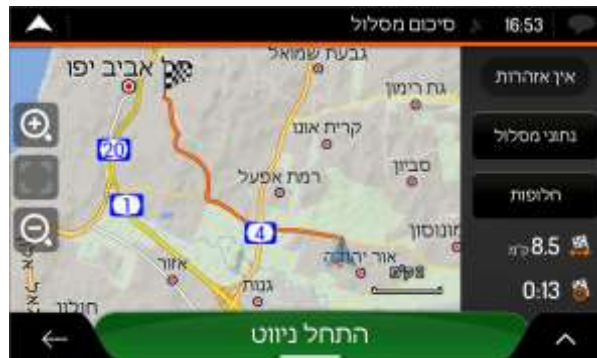 סיכום מסלול
16:53
גבעת שמואל
תל אביב יפו
גת רימון
אין אזהרות
קרית אונו
20
נתוני מסלול
סביון
רמת אפעל
1
חלופות
4
מונוסון
אור יהודה
8.5 ק"מ
אזור
גנות
חולון
0:13
התחל ניווט